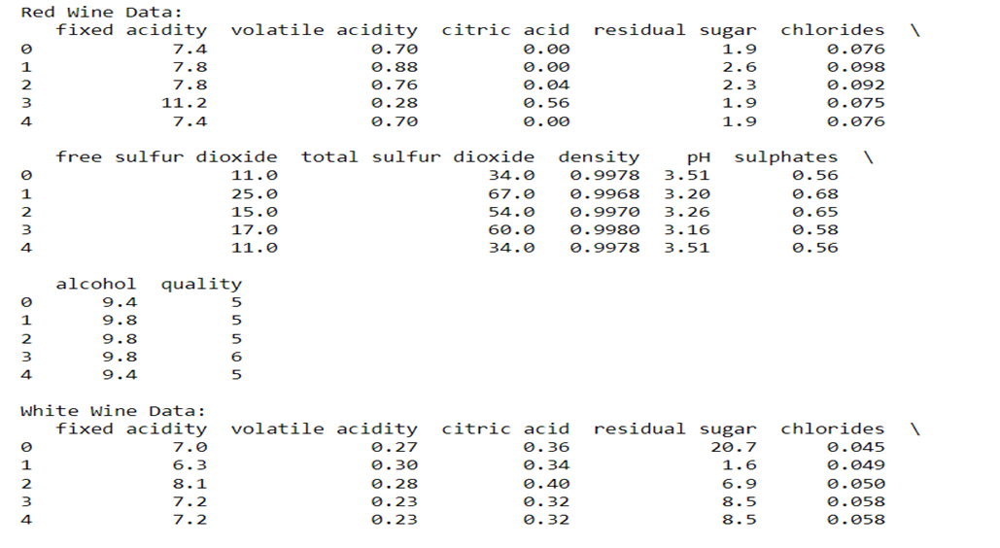 Red Wine Data:
   fixed acidity  volatile acidity  citric acid  residual sugar  chlorides  \
0            7.4              0.70         0.00             1.9      0.076
1            7.8              0.88         0.00             2.6      0.098
2            7.8              0.76         0.04             2.3      0.092
3           11.2              0.28         0.56             1.9      0.075
4            7.4              0.70         0.00             1.9      0.076
   free sulfur dioxide  total sulfur dioxide  density    pH  sulphates  \
0                 11.0                  34.0   0.9978  3.51       0.56
1                 25.0                  67.0   0.9968  3.20       0.68
2                 15.0                  54.0   0.9970  3.26       0.65
3                 17.0                  60.0   0.9980  3.16       0.58
4                 11.0                  34.0   0.9978  3.51       0.56
   alcohol  quality
0      9.4        5
1      9.8        5
2      9.8        5
3      9.8        6
4      9.4        5
White Wine Data:
   fixed acidity  volatile acidity  citric acid  residual sugar  chlorides  \
0            7.0              0.27         0.36            20.7      0.045
1            6.3              0.30         0.34             1.6      0.049
2            8.1              0.28         0.40             6.9      0.050
3            7.2              0.23         0.32             8.5      0.058
4            7.2              0.23         0.32             8.5      0.058